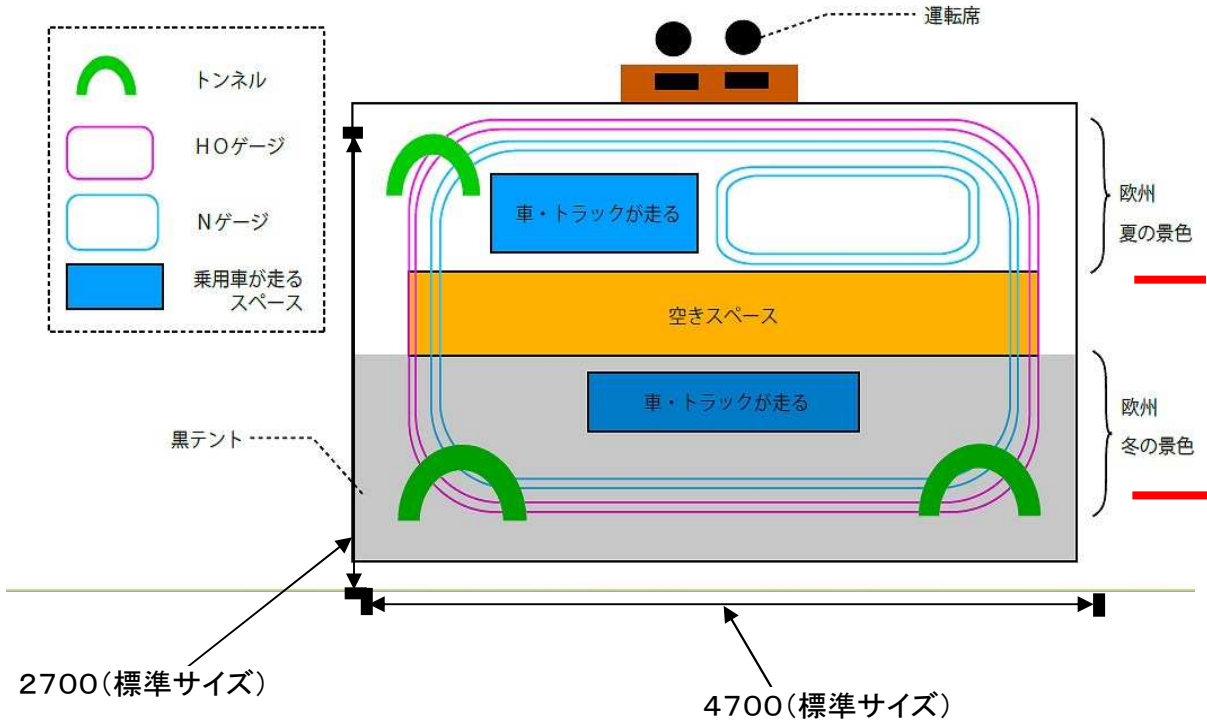 運転席
トンネル
HOゲージ
Nゲージ
乗用車が走る
スペース
車・トラックが走る
欧州
夏の景色
空きスペース
車・トラックが走る
欧州
冬の景色
黒テント
2700(標準サイズ)
4700(標準サイズ)